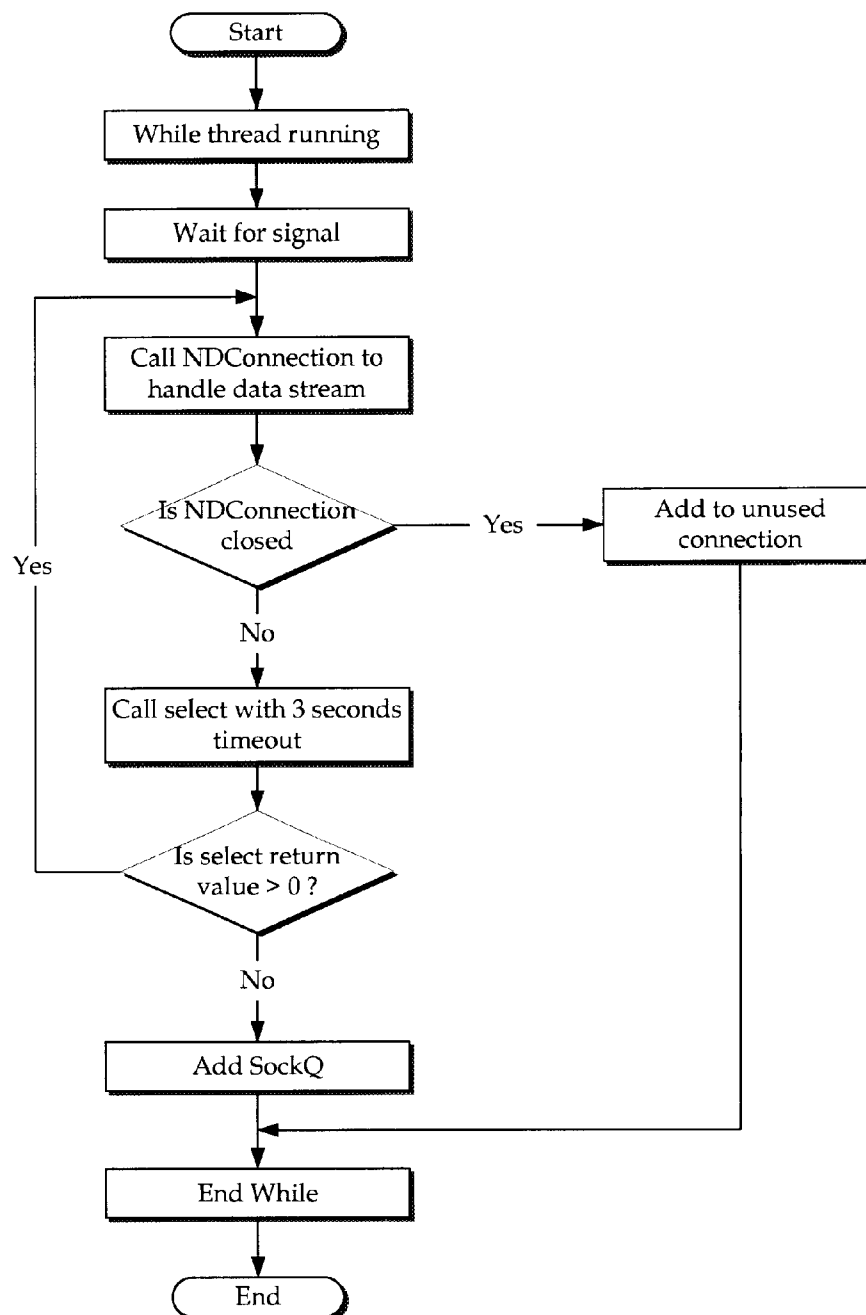 Start
While thread running
Wait for signal
Call NDConnection to
handle data stream
Is NDConnection
closed
Yes
Add to unused
connection
Yes
No
Call select with 3 seconds
timeout
Is select return
value > 0 ?
No
Add SockQ
End While
End